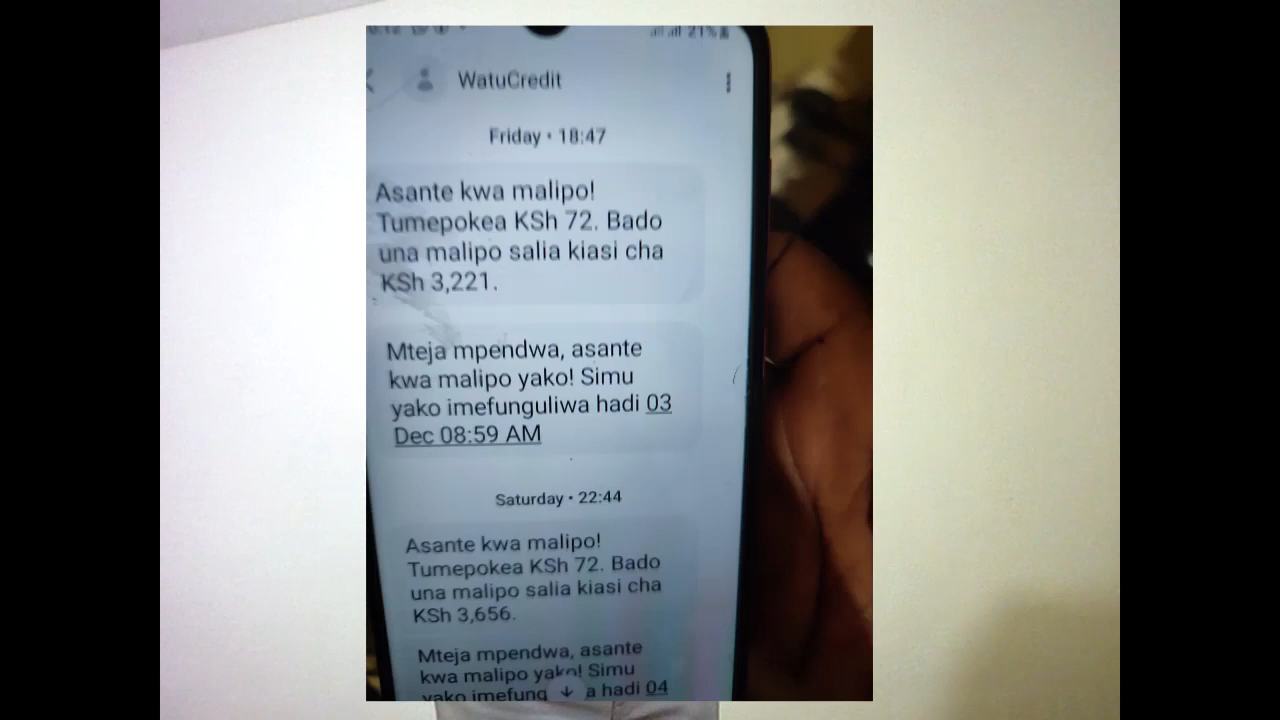 21%
WatuCredit
Friday • 18:47
Asante kwa malipo!
Tumepokea KSh 72. Bado
una malipo salia kiasi cha
KSh 3,221.
Mteja mpendwa, asante
kwa malipo yako! Simu
yako imefunguliwa hadi 03
Dec 08:59 AM
Saturday • 22:44
Asante kwa malipo!
Tumepokea KSh 72. Bado
una malipo salia kiasi cha
KSh 3,656.
Mteja mpendwa, asante
kwa malipo yako! Simu
yako hadi 04